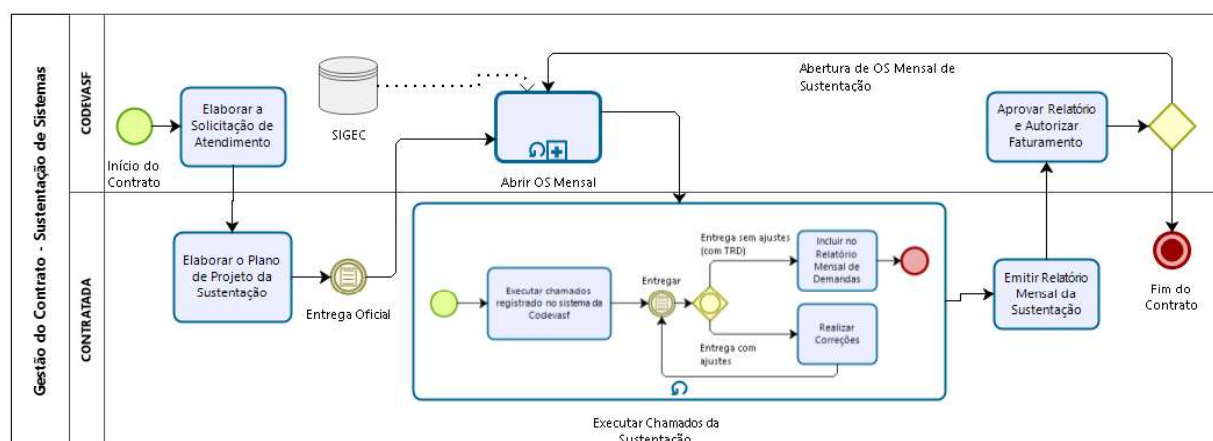 Gestão do Contrato - Sustentação de Sistemas
CODEVASF
Início do
Contrato
Elaborar a
Solicitação de
Atendimento
SIGEC
Abrir OS Mensal
Abertura de OS Mensal de
Sustentação
Aprovar Relatório
e Autorizar
Faturamento
Fim do
Contrato
CONTRATADA
Elaborar o Plano
de Projeto da
Sustentação
Entrega Oficial
Executar chamados
registrado no sistema da
Codevasf
Entregar
Entrega sem ajustes
(com TRD)
Incluir no
Relatório
Mensal de
Demandas
Entrega com
ajustes
Realizar
Correções
Executar Chamados da
Sustentação
Emitir Relatório
Mensal da
Sustentação